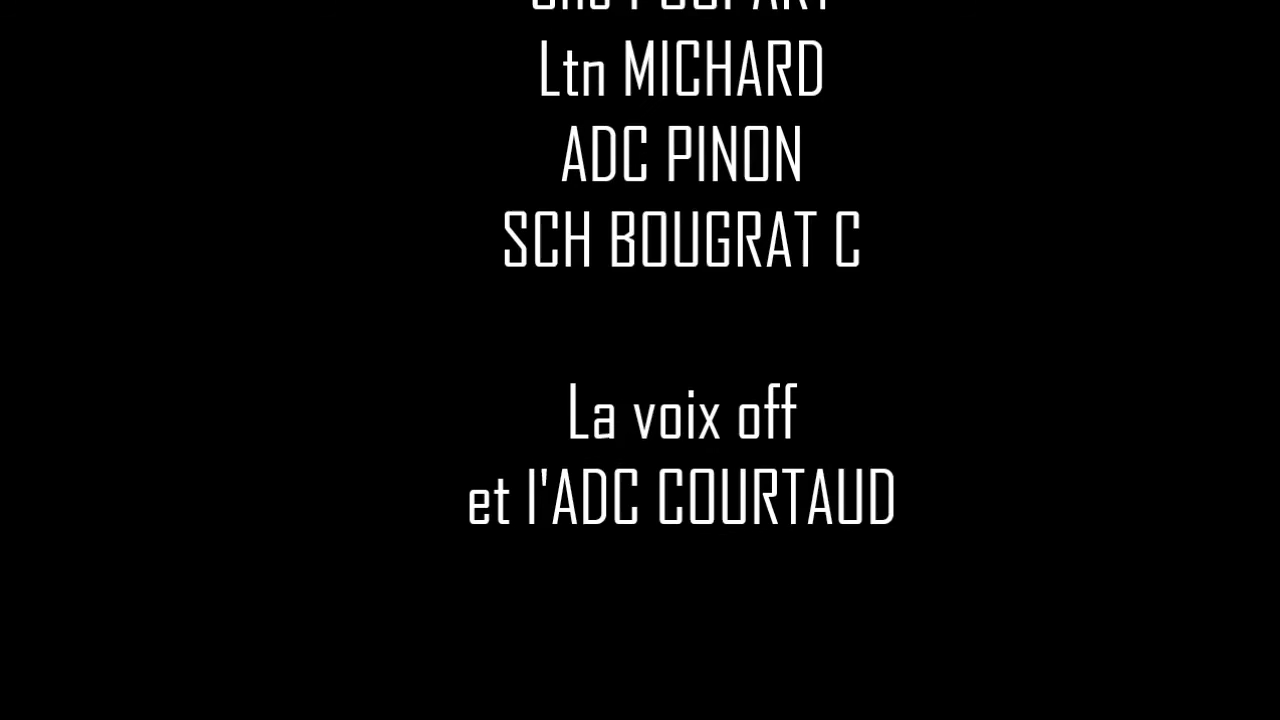 Ltn MICHARD
ADC PINON
SCH BOUGRAT C
La voix off
et l'ADC COURTAUD